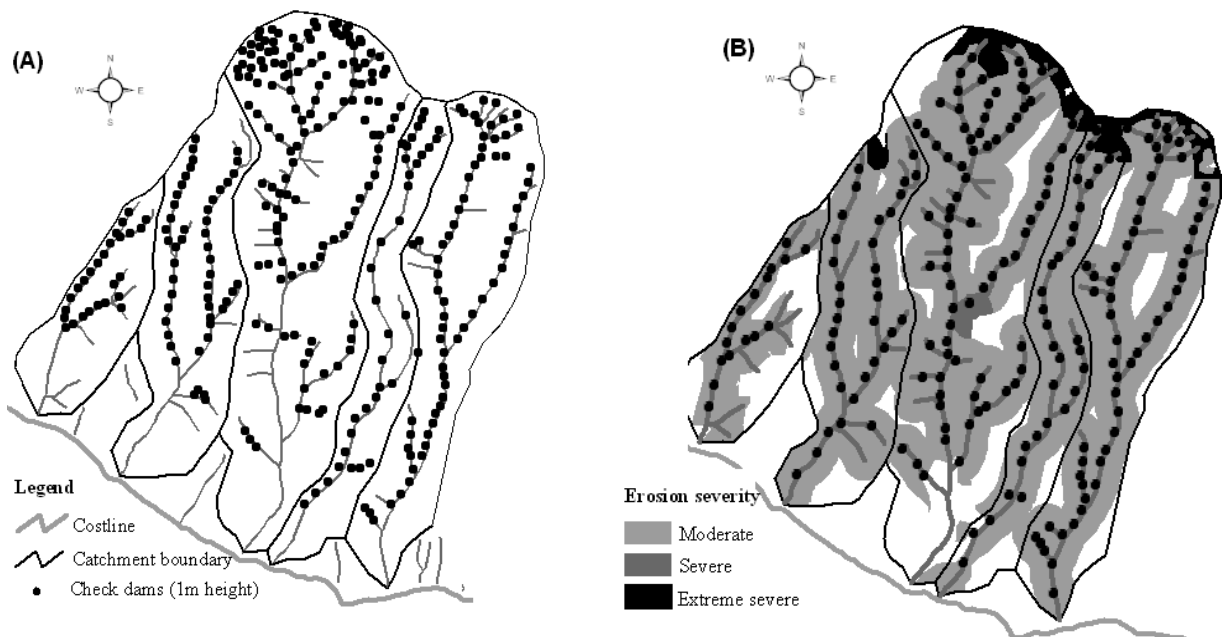 (A)
N
W E
S
Legend
Costline
Catchment boundary
Check dams (1m height)
(B)
N
W E
S
Erosion severity
Moderate
Severe
Extreme severe